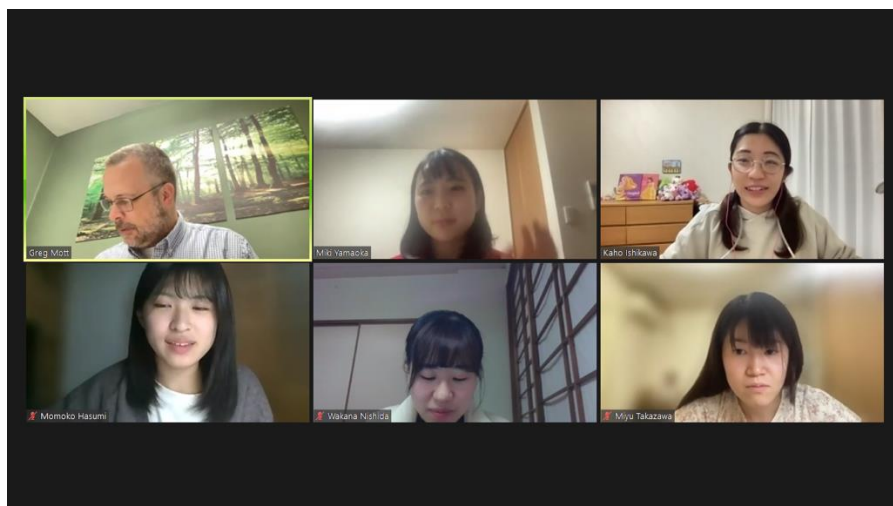 Greg Mott
Miki Yamaoka
Kaho Ishikawa
Momoko Hasumi
Wakana Nishida
Miyu Takazawa